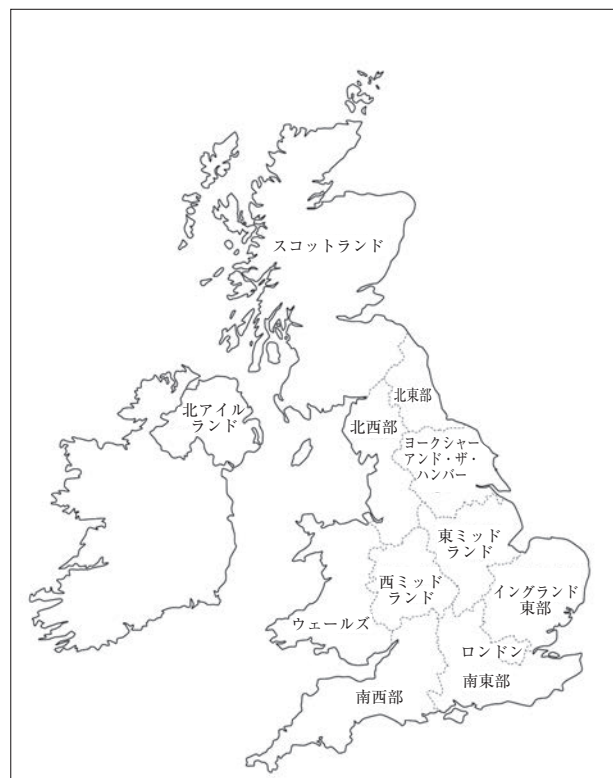 スコットランド
北アイル
ランド
北東部
北西部
ヨークシャー
アンド・ザ・
ハンバー
東ミッド
ランド
西ミッド
ランド
イングランド
東部
ウェールズ
ロンドン
南東部
南西部